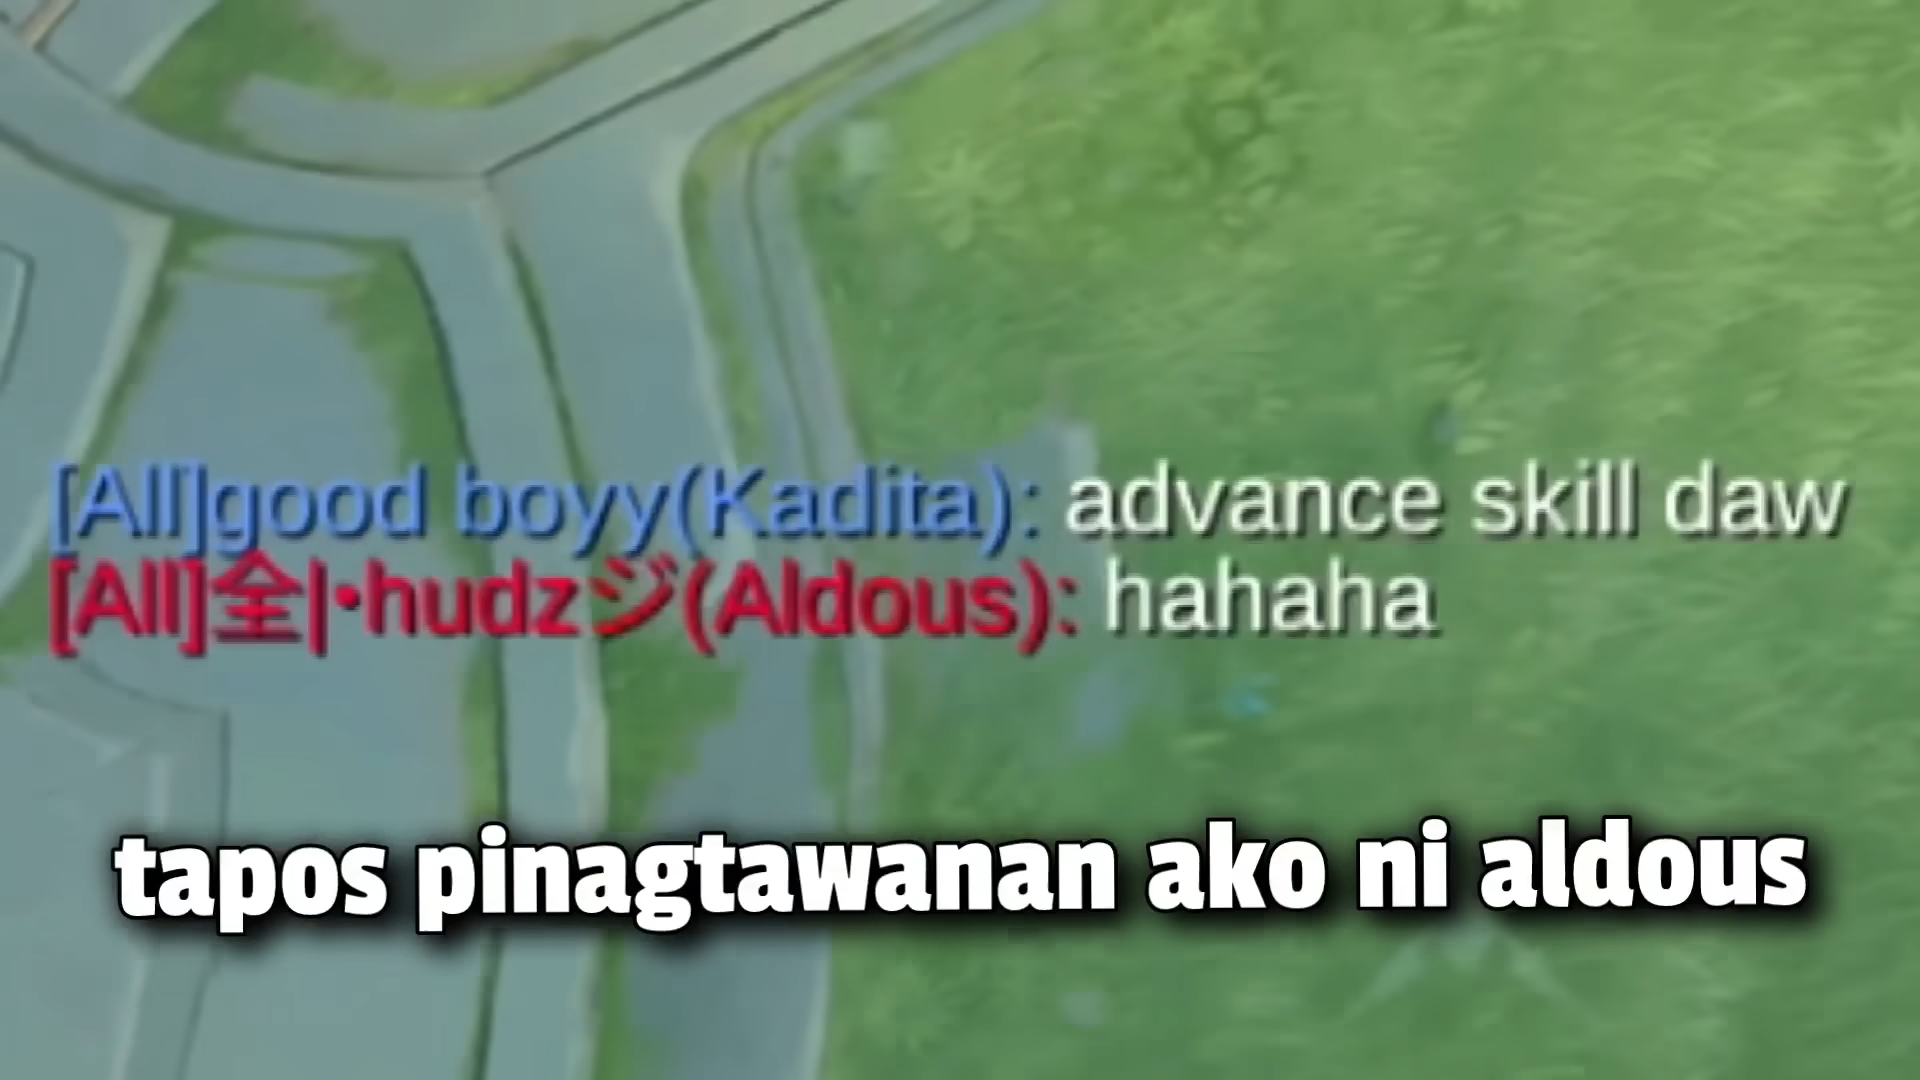 [All]good boyy(Kadita): advance skill daw
[All]全|•hudzジ(Aldous): hahaha
tapos pinagtawanan ako ni aldous